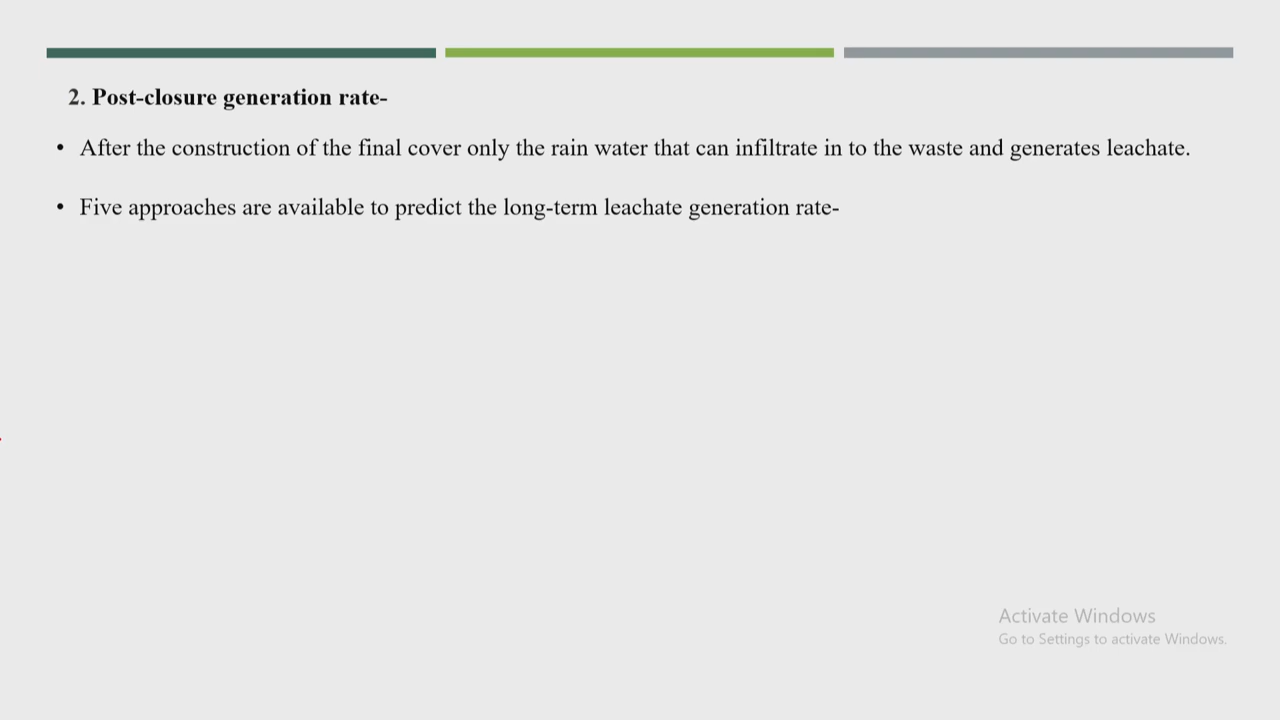 2. Post-closure generation rate-
• After the construction of the final cover only the rain water that can infiltrate in to the waste and generates leachate.
• Five approaches are available to predict the long-term leachate generation rate-
Activate Windows
Go to Settings to activate Windows.